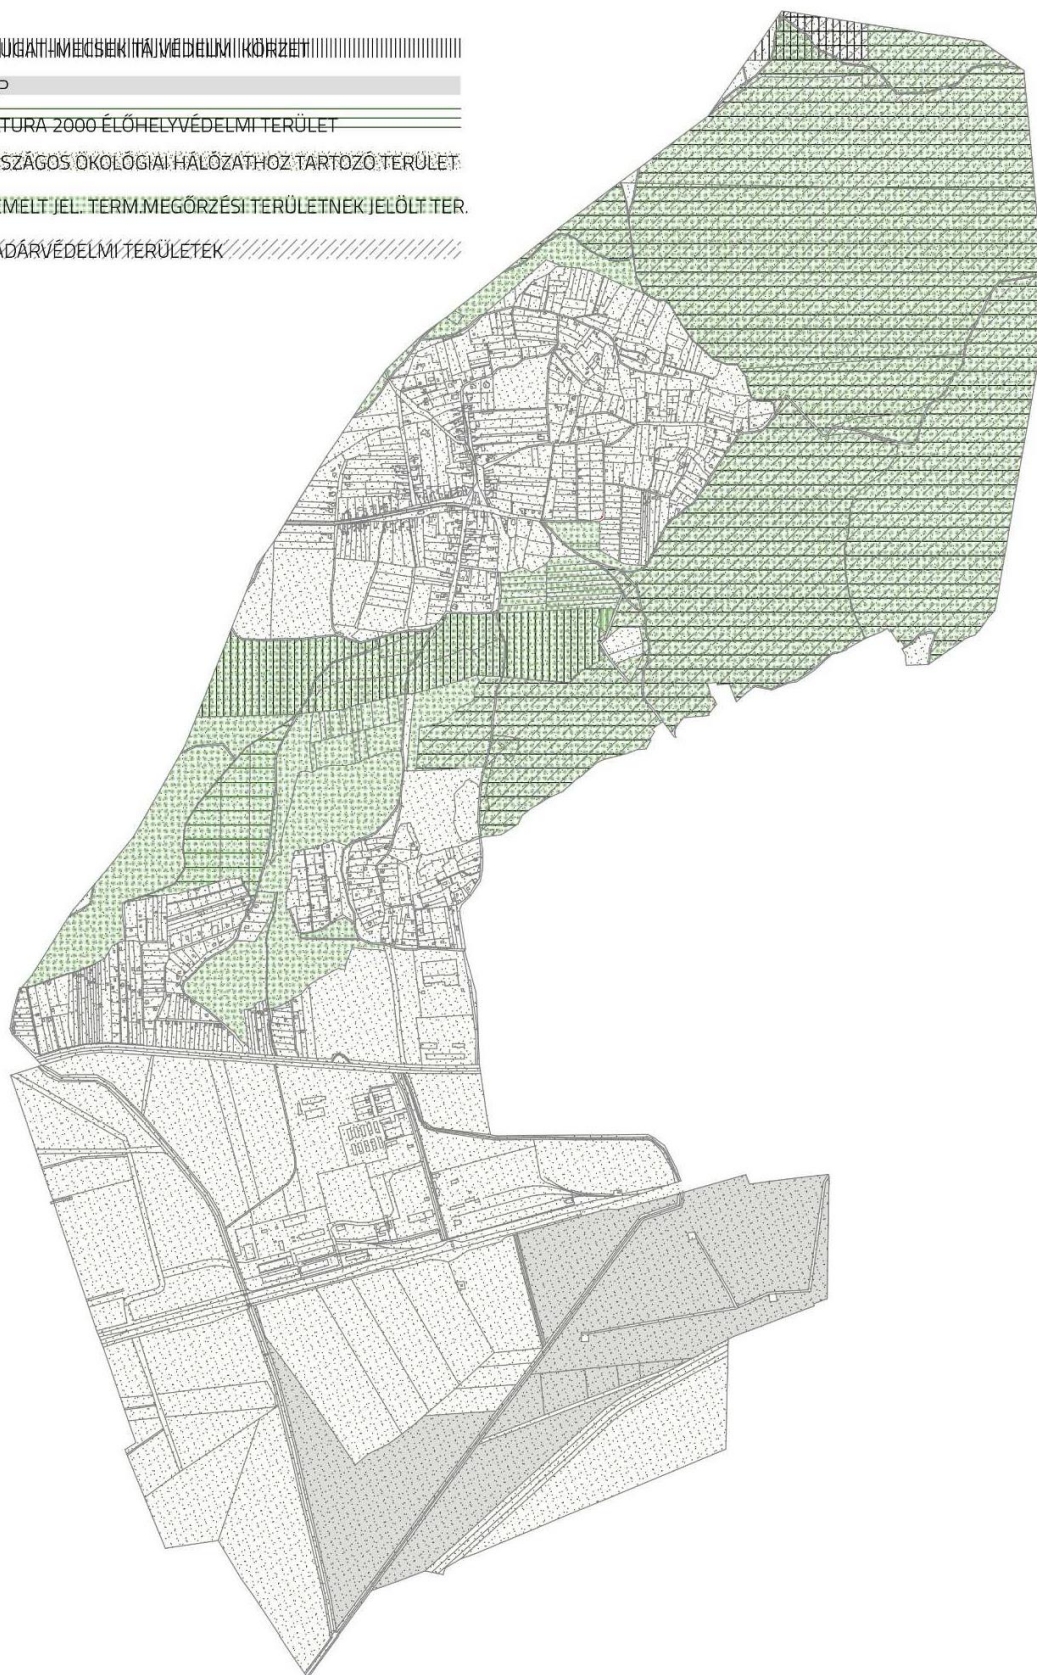 UGAT-MECSEK TÁJVÉDELMI KÖRZET
P
TURA 2000 ÉLŐHELYVÉDELMI TERÜLET
SZÁGOS ÖKOLÓGIAI HÁLÓZATHOZ TARTOZÓ TERÜLET
EMELT JEL. TERM.MEGŐRZÉSI TERÜLETNEK JELÖLT TER.
ADÁRVÉDELMI TERÜLETEK